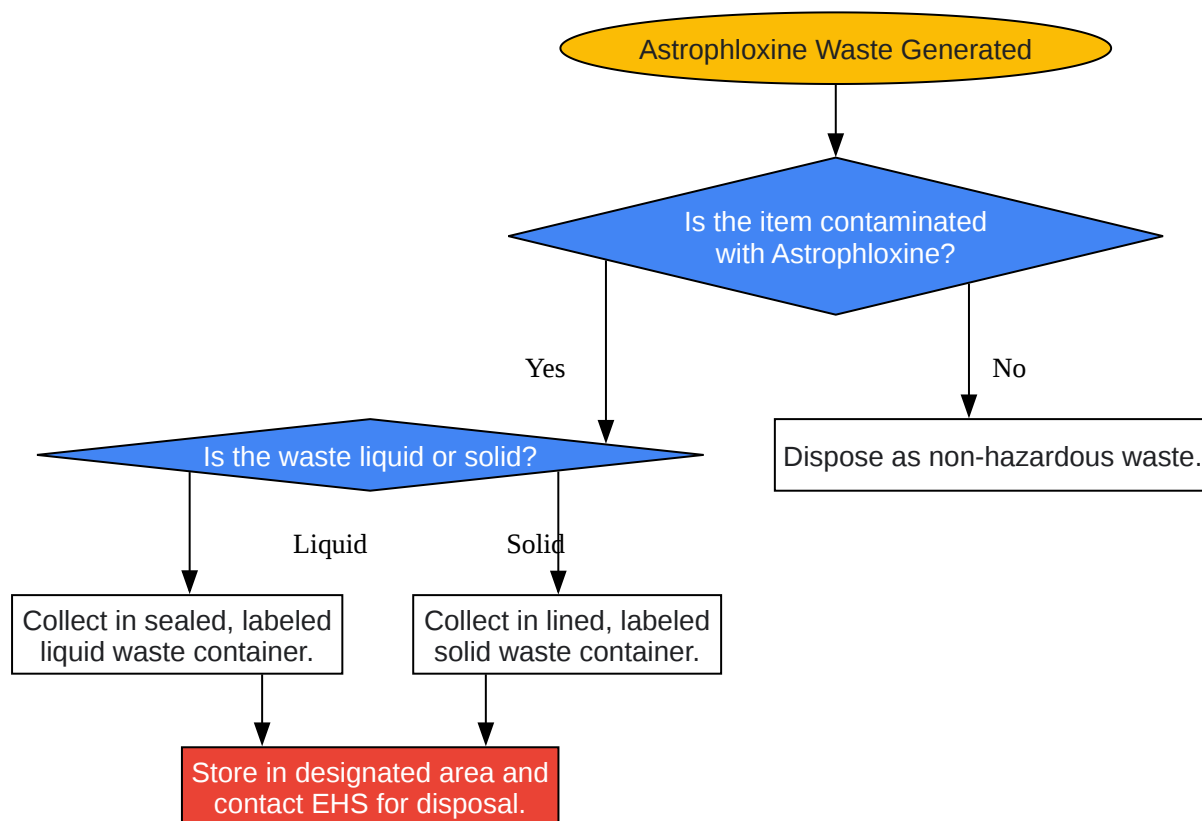 Astrophloxine Waste Generated
Is the item contaminated
with Astrophloxine?
Yes
No
Is the waste liquid or solid?
Dispose as non-hazardous waste.
Liquid
Solid
Collect in sealed, labeled
liquid waste container.
Collect in lined, labeled
solid waste container.
Store in designated area and
contact EHS for disposal.